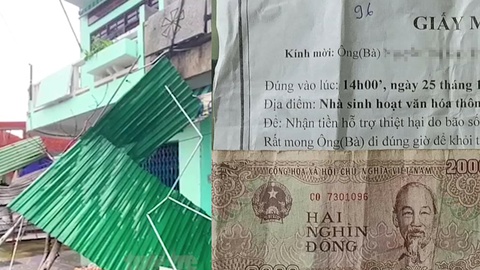 96
GIẤY M
Kính mời: Ông(Bà)
Đúng vào lúc: 14h00', ngày 25 tháng 1
Địa điểm: Nhà sinh hoạt văn hóa thôn
Đề: Nhận tiền hỗ trợ thiệt hại do bão số
Rất mong Ông(Bà) đi đúng giờ để khỏi t
CỘNG HÒA XÃ HỘI CHỦ NGHĨA VIỆT NAM
2000
CO 7301096
HAI
NGHÌN
ĐỒNG
2000